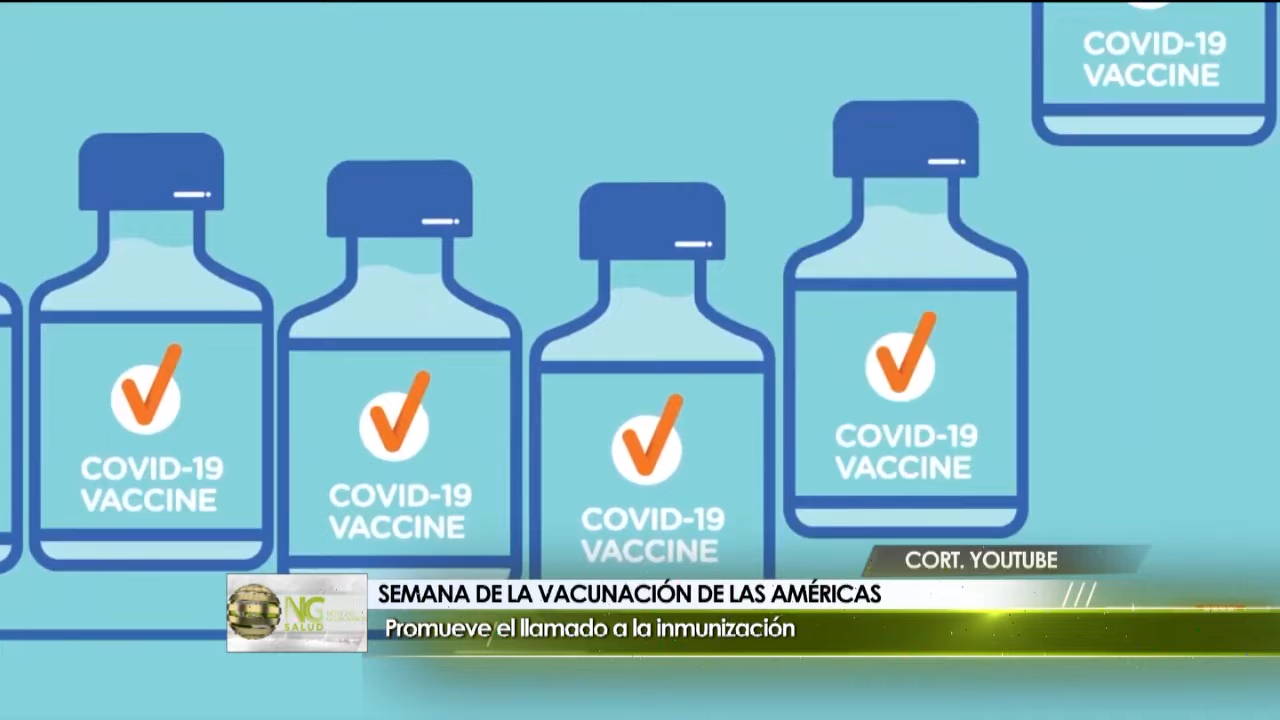 COVID-19
VACCINE
COVID-19
VACCINE
COVID-19
VACCINE
COVID-19
VACCINE
COVID-19
VACCINE
CORT. YOUTUBE
SEMANA DE LA VACUNACIÓN DE LAS AMÉRICAS
NG
SALUD
Promueve el llamado a la inmunización